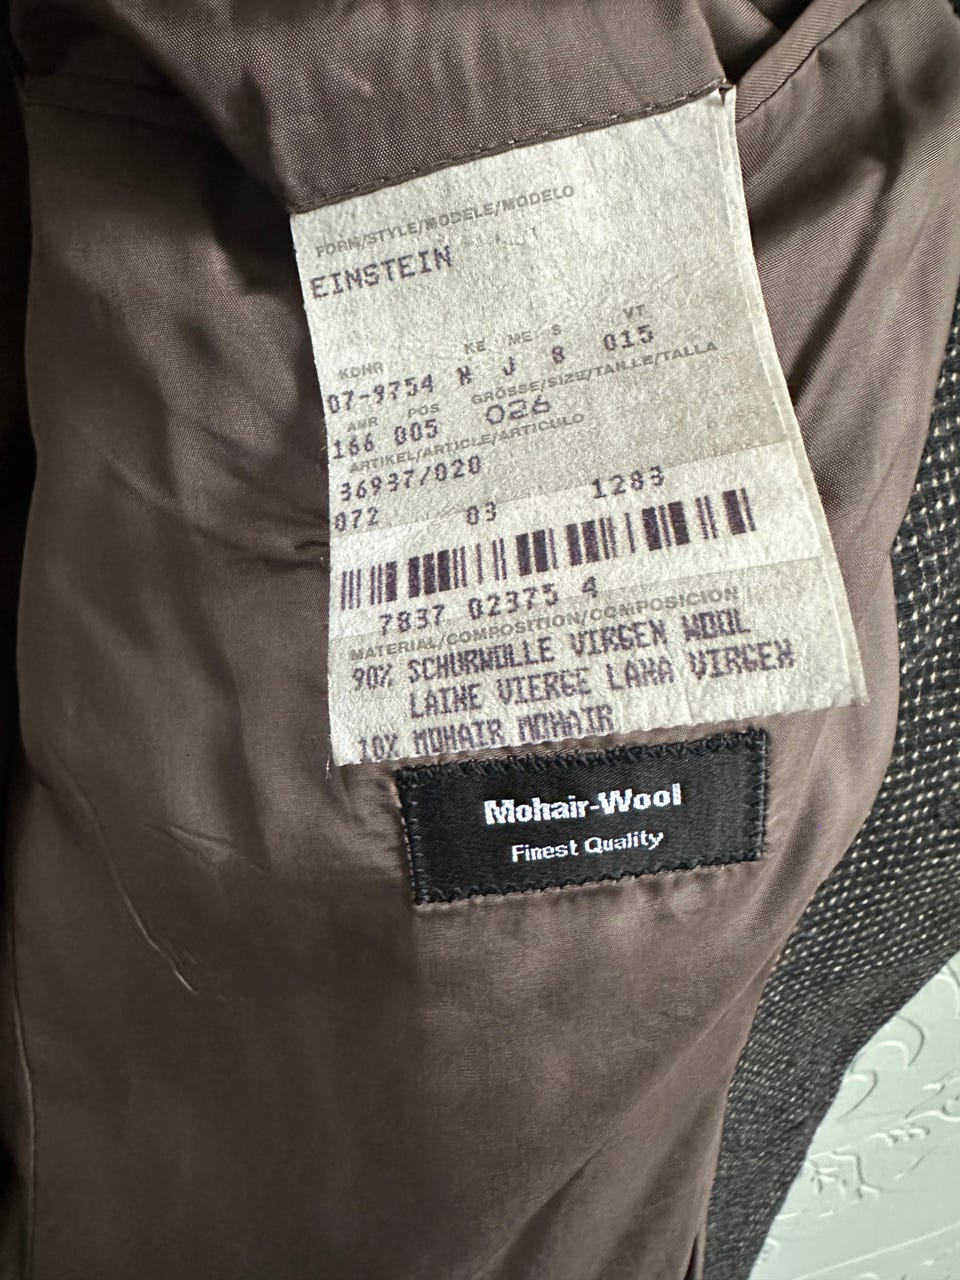 FORM/STYLE/MODELE/MODELO
EINSTEIN
KDNR KE ME S VT
07-9754 N J 8 015
ANR POS GRÖSSE/SIZE/TAILLE/TALLA
166 005 026
ARTIKEL/ARTICLE/ARTICULO
36937/020
072 03 1283
7837 02375 4
MATERIAL/COMPOSITION/COMPOSICION
90% SCHURWOLLE VIRGEN WOOL
LAINE VIERGE LANA VIRGEN
10% MOHAIR MOHAIR
Mohair-Wool
Finest Quality